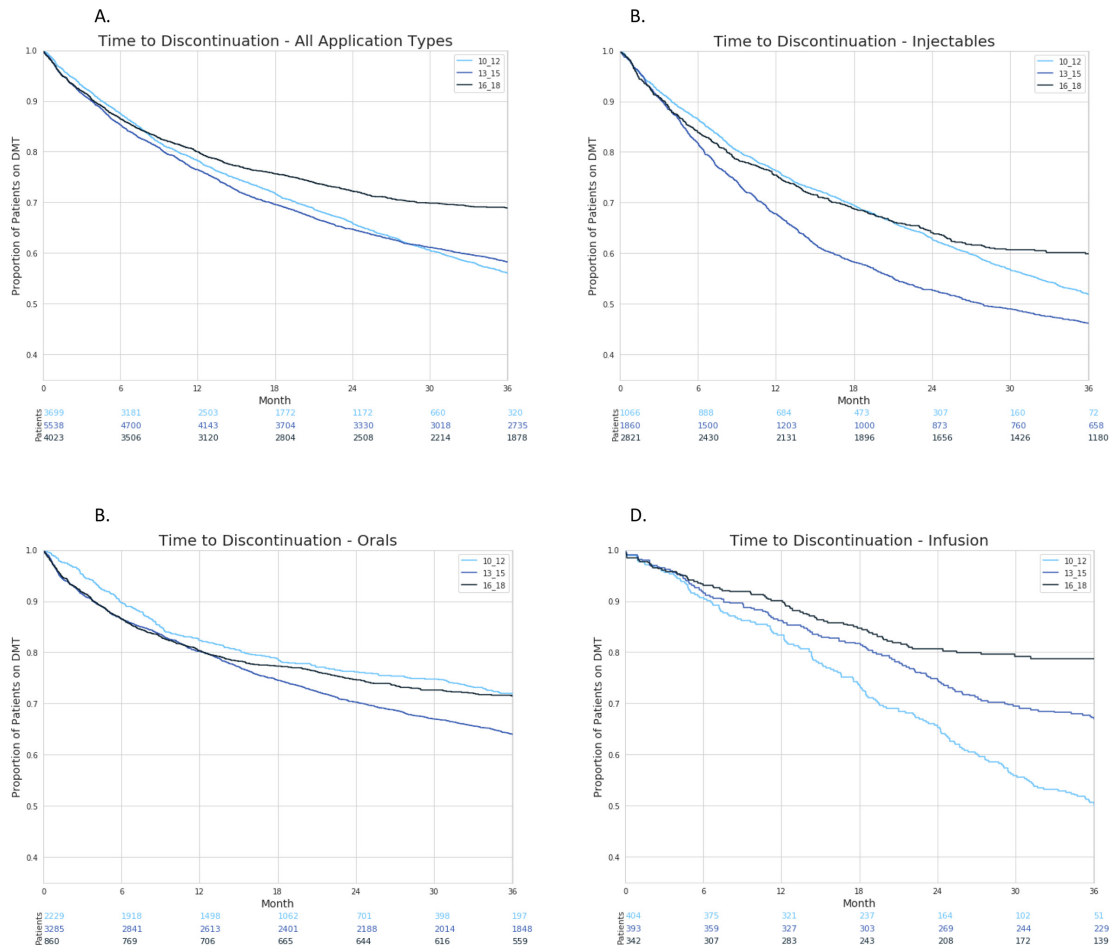 A.
Time to Discontinuation - All Application Types
10_12
13_15
16_18
Proportion of Patients on DMT
1.0
0.9
0.8
0.7
0.6
0.5
0.4
0 6 12 18 24 30 36
Month
Patients
3699 3181 2503 1772 1172 660 320
5538 4700 4143 3704 3330 3018 2735
4023 3506 3120 2804 2508 2214 1878
B.
Time to Discontinuation - Injectables
10_12
13_15
16_18
Proportion of Patients on DMT
1.0
0.9
0.8
0.7
0.6
0.5
0.4
0 6 12 18 24 30 36
Month
Patients
1066 888 684 473 307 160 72
1860 1500 1203 1000 873 760 658
2821 2430 2131 1896 1656 1426 1180
B.
Time to Discontinuation - Orals
10_12
13_15
16_18
Proportion of Patients on DMT
1.0
0.9
0.8
0.7
0.6
0.5
0.4
0 6 12 18 24 30 36
Month
Patients
2229 1918 1498 1062 701 398 197
3285 2841 2613 2401 2188 2014 1848
860 769 706 665 644 616 559
D.
Time to Discontinuation - Infusion
10_12
13_15
16_18
Proportion of Patients on DMT
1.0
0.9
0.8
0.7
0.6
0.5
0.4
0 6 12 18 24 30 36
Month
Patients
404 375 321 237 164 102 51
393 359 327 303 269 244 229
342 307 283 243 208 172 139